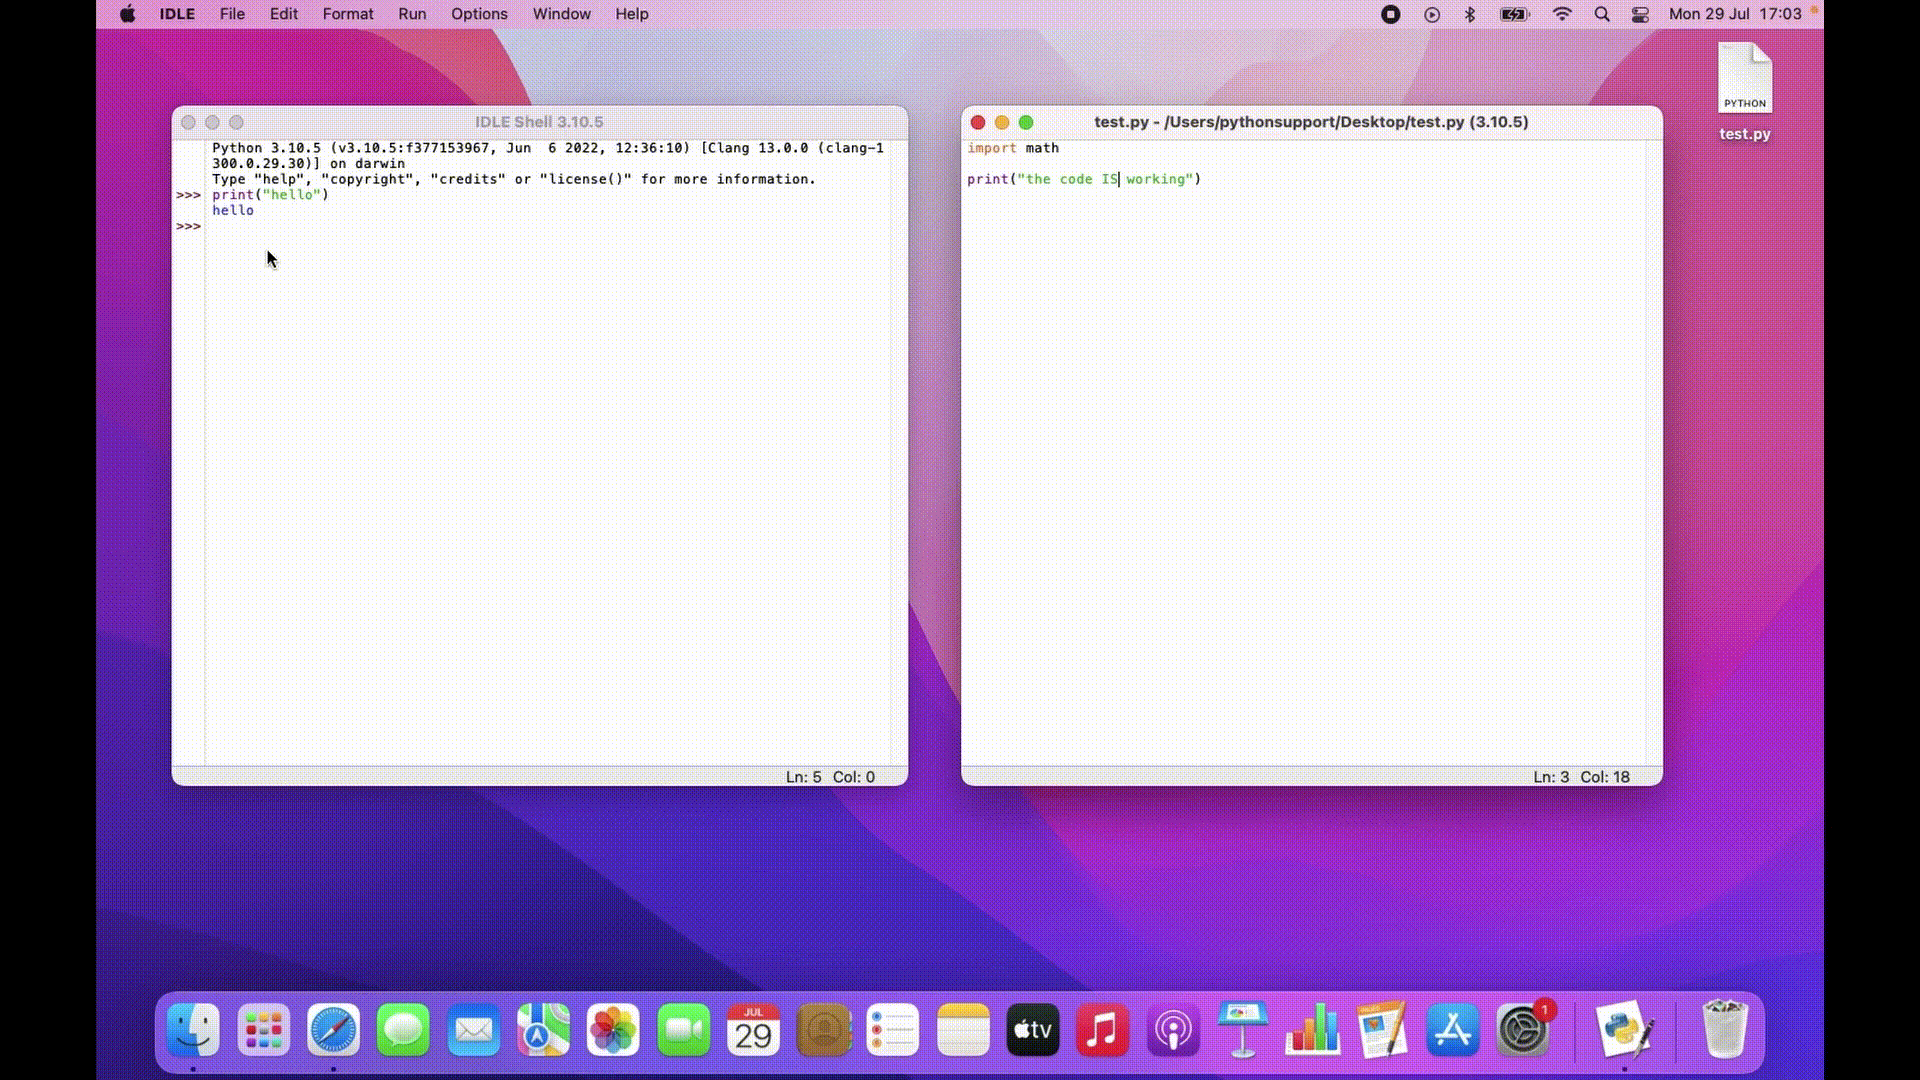 IDLE File Edit Format Run Options Window Help Mon 29 Jul 17:03
PYTHON
test.py
IDLE Shell 3.10.5
Python 3.10.5 (v3.10.5:f377153967, Jun  6 2022, 12:36:10) [Clang 13.0.0 (clang-1
300.0.29.30)] on darwin
Type "help", "copyright", "credits" or "license()" for more information.
>>> print("hello")
hello
>>>
Ln: 5 Col: 0
test.py - /Users/pythonsupport/Desktop/test.py (3.10.5)
import math
print("the code IS working")
Ln: 3 Col: 18
JUL
29
tv
1